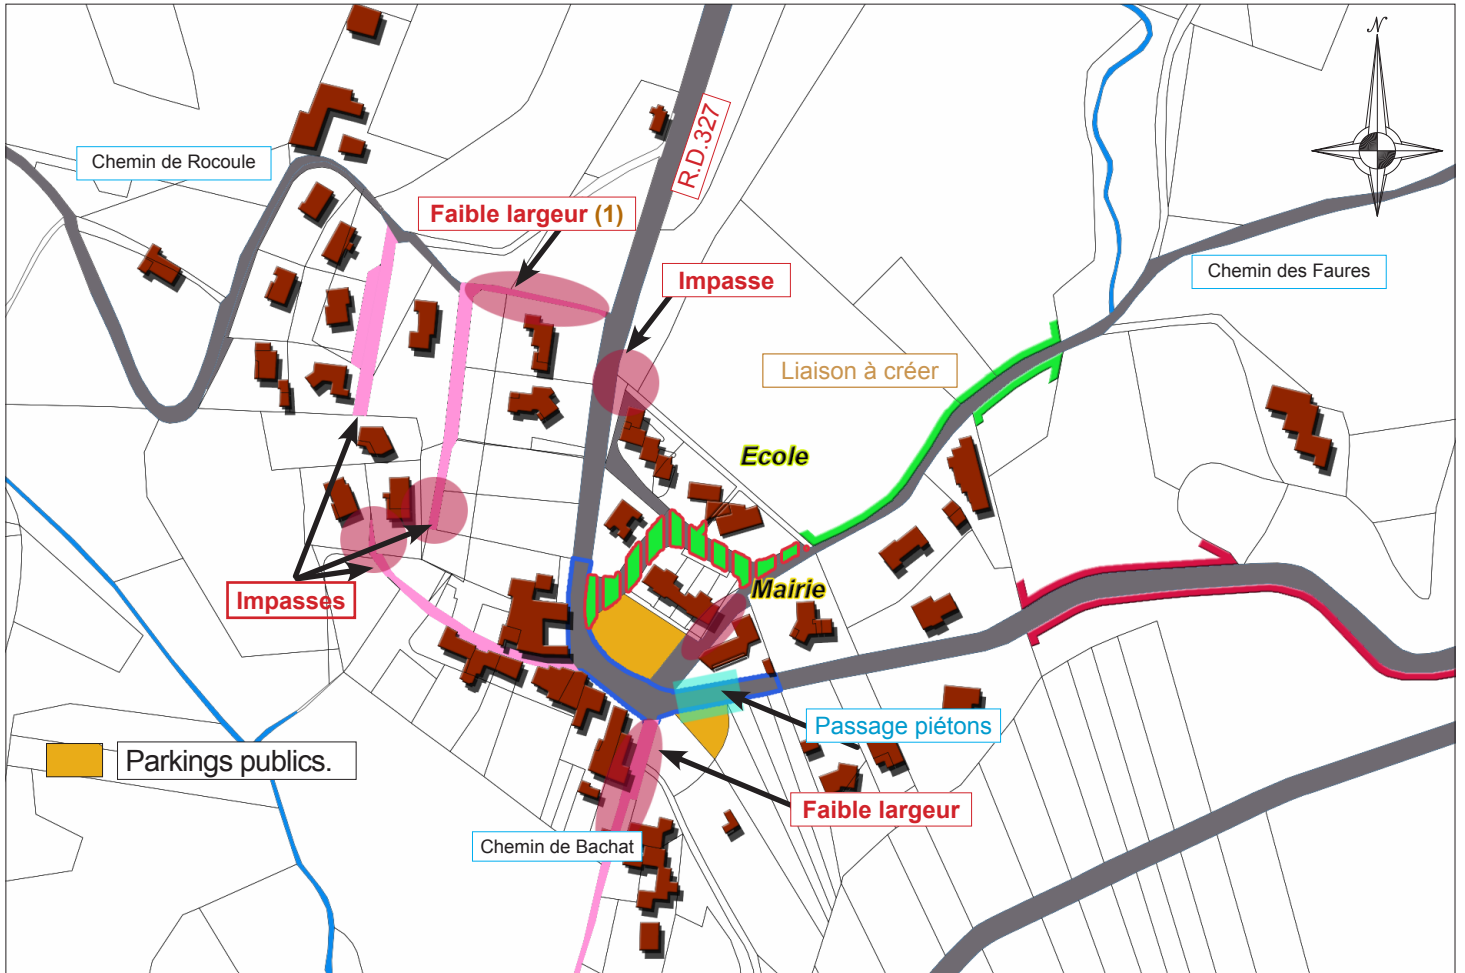 N
R.D.327
Chemin de Rocoule
Faible largeur (1)
Impasse
Chemin des Faures
Liaison à créer
Ecole
Mairie
Impasses
Passage piétons
Parkings publics.
Faible largeur
Chemin de Bachat